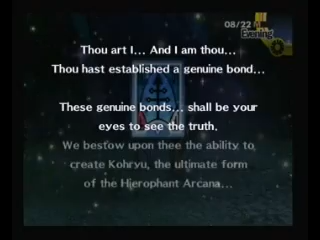 08/22
Evening
Thou art I... And I am thou...
Thou hast established a genuine bond...
These genuine bonds... shall be your
eyes to see the truth.
We bestow upon thee the ability to
create Kohryu, the ultimate form
of the Hierophant Arcana...